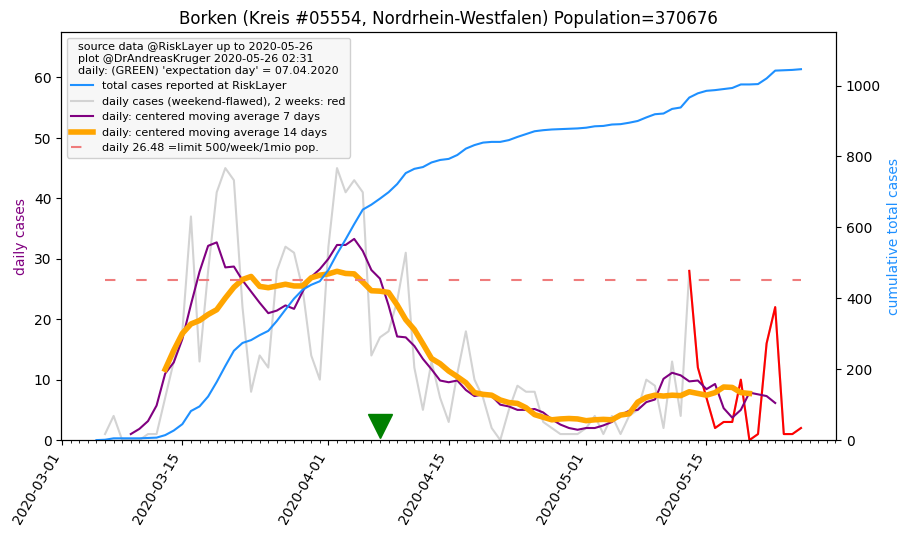 Borken (Kreis #05554, Nordrhein-Westfalen) Population=370676
source data @RiskLayer up to 2020-05-26
plot @DrAndreasKruger 2020-05-26 02:31
daily: (GREEN) 'expectation day' = 07.04.2020
total cases reported at RiskLayer
daily cases (weekend-flawed), 2 weeks: red
daily: centered moving average 7 days
daily: centered moving average 14 days
daily 26.48 =limit 500/week/1mio pop.
daily cases
60
50
40
30
20
10
0
1000
800
600
400
200
0
cumulative total cases
2020-03-01
2020-03-15
2020-04-01
2020-04-15
2020-05-01
2020-05-15